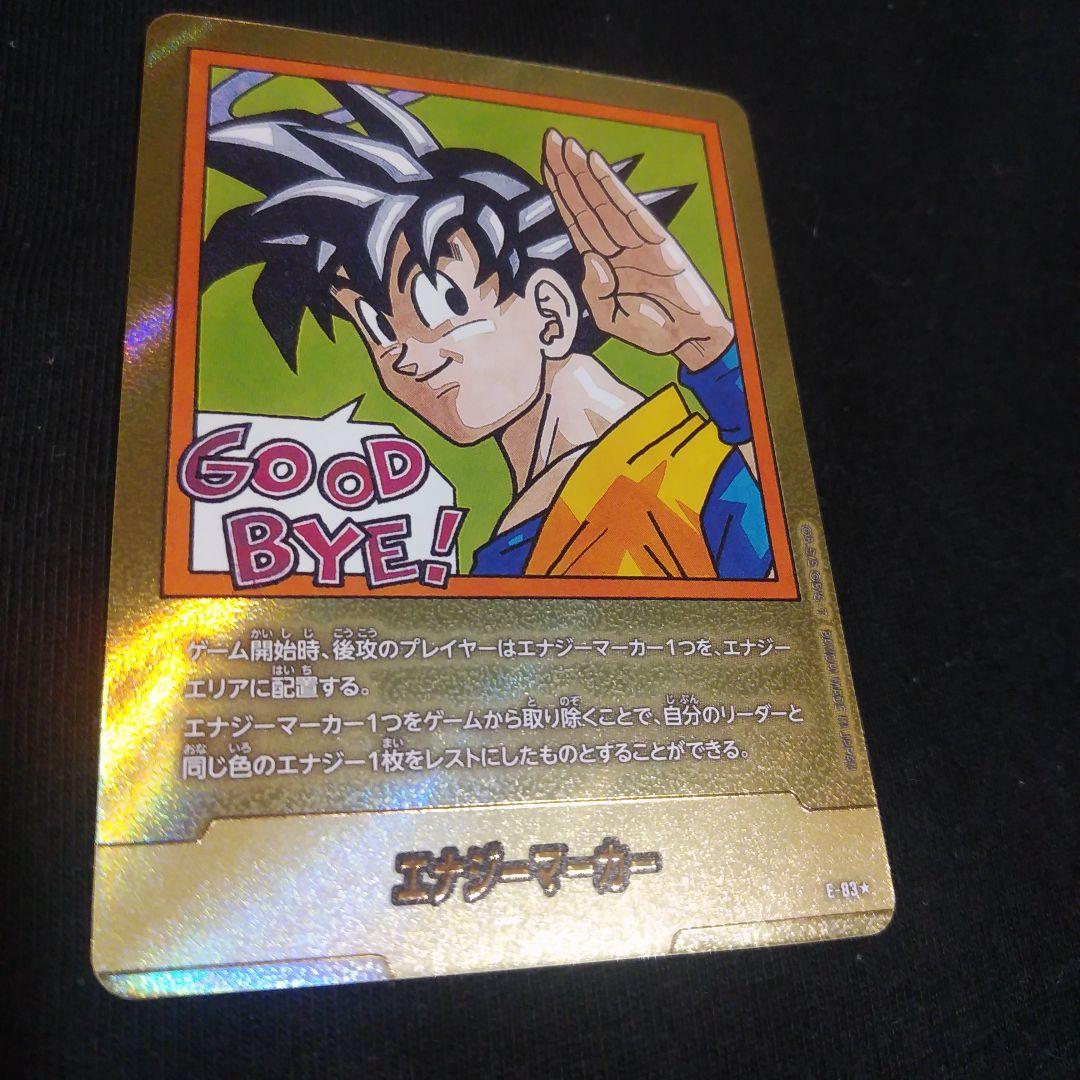 GOOD
BYE!
ゲーム開始時、後攻のプレイヤーはエナジーマーカー1つを、エナジー
エリアに配置する。
エナジーマーカー1つをゲームから取り除くことで、自分のリーダーと
同じ色のエナジー1枚をレストにしたものとすることができる。
エナジーマーカー
E-83★